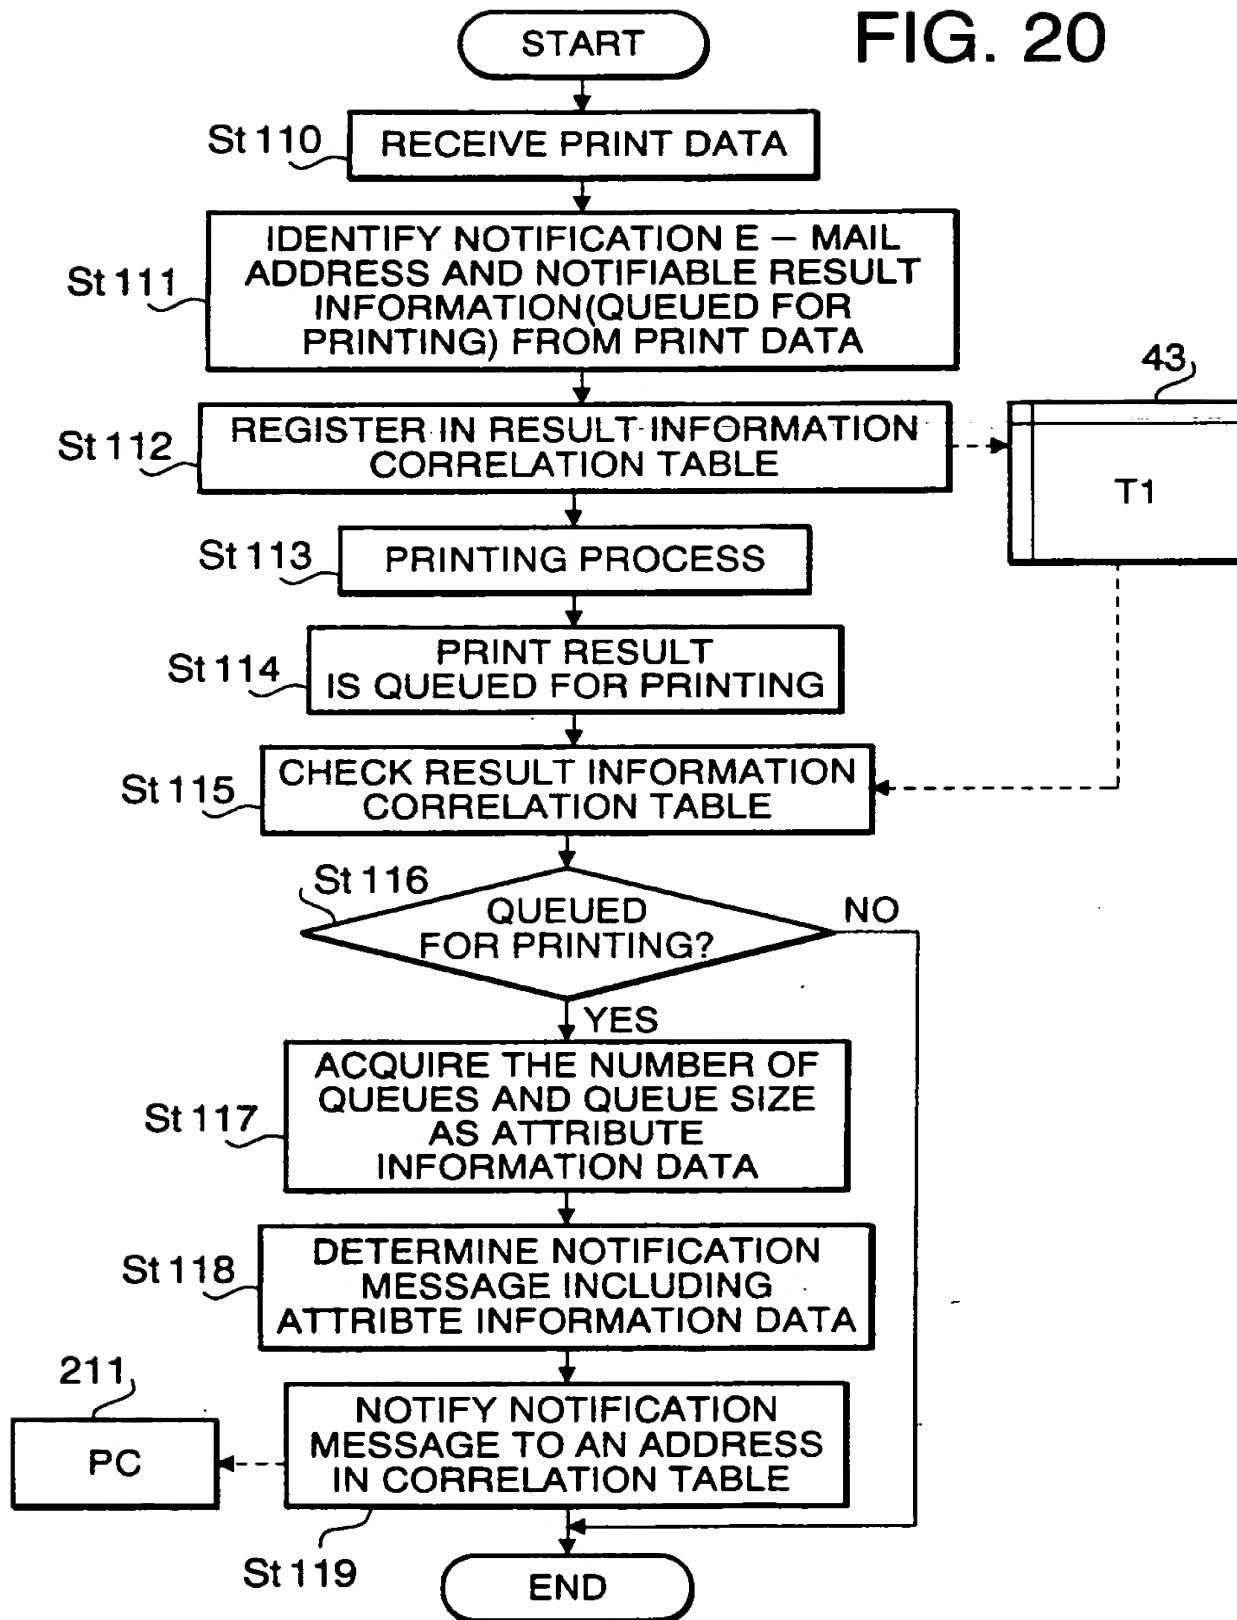 FIG. 20
START
St 110
RECEIVE PRINT DATA
St 111
IDENTIFY NOTIFICATION E – MAIL
ADDRESS AND NOTIFIABLE RESULT
INFORMATION(QUEUED FOR
PRINTING) FROM PRINT DATA
43
St 112
REGISTER IN RESULT INFORMATION
CORRELATION TABLE
T1
St 113
PRINTING PROCESS
St 114
PRINT RESULT
IS QUEUED FOR PRINTING
St 115
CHECK RESULT INFORMATION
CORRELATION TABLE
St 116
QUEUED
FOR PRINTING?
NO
YES
St 117
ACQUIRE THE NUMBER OF
QUEUES AND QUEUE SIZE
AS ATTRIBUTE
INFORMATION DATA
St 118
DETERMINE NOTIFICATION
MESSAGE INCLUDING
ATTRIBTE INFORMATION DATA
211
PC
NOTIFY NOTIFICATION
MESSAGE TO AN ADDRESS
IN CORRELATION TABLE
St 119
END